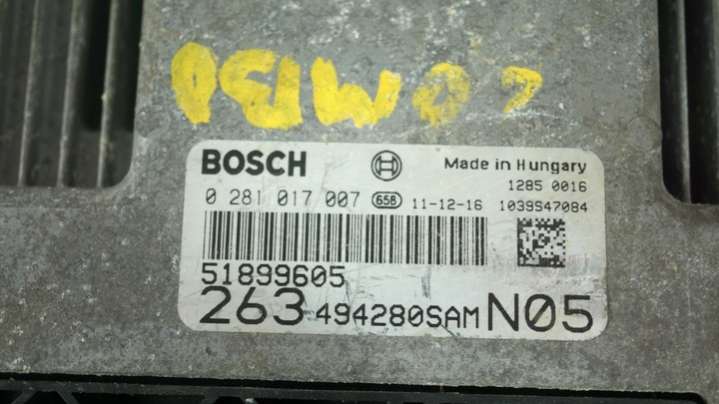 BOSCH Made in Hungary
1285 0016
0 281 017 007 658 11-12-16 1039S47084
51899605
263 494280SAM N05